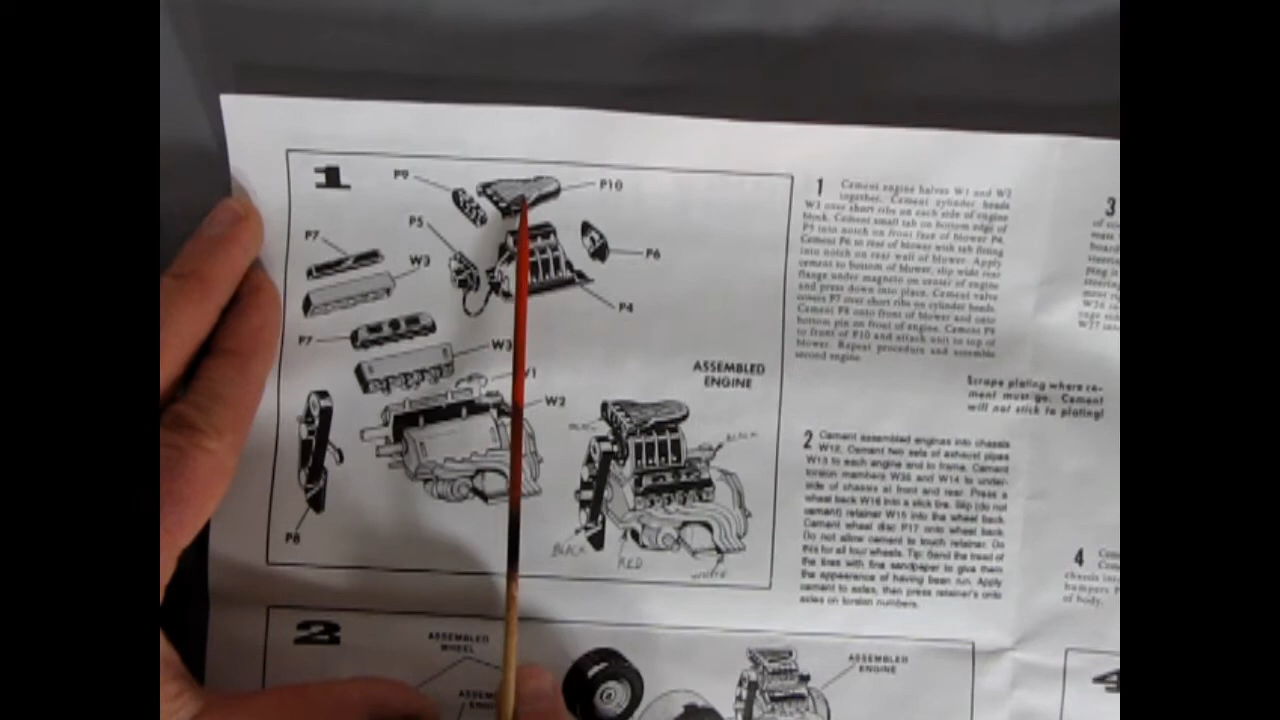 1
P9
P10
P5
P7
P6
W3
P4
P7
W3
W2
ASSEMBLED
ENGINE
P8
BLACK
BLACK
RED
WHITE
1 Cement engine halves W1 and W2
together. Cement cylinder heads
W3 over short ribs on each side of engine
block. Cement small tab on bottom edge of
P5 into notch on front face of blower P4.
Cement P6 to rear of blower with tab fitting
into notch on rear wall of blower. Apply
cement to bottom of blower, slip wide rear
flange under magneto on center of engine
and press down into place. Cement valve
covers P7 over short ribs on cylinder heads.
Cement P8 onto front of blower and onto
bottom pin on front of engine. Cement P9
to front of P10 and attach unit to top of
blower. Repeat procedure and assemble
second engine.
Scrape plating where ce-
ment must go. Cement
will not stick to plating!
2 Cement assembled engines into chassis
W12. Cement two sets of exhaust pipes
W13 to each engine and to frame. Cement
torsion members W35 and W14 to under-
side of chassis at front and rear. Press a
wheel back W16 into a slick tire. Slip (do not
cement) retainer W15 into the wheel back.
Cement wheel disc P17 onto wheel back.
Do not allow cement to touch retainer. Do
this for all four wheels. Tip: Sand the tread of
the tires with fine sandpaper to give them
the appearance of having been run. Apply
cement to axles, then press retainer's onto
axles on torsion numbers.
3
4
chassis into
bumpers
of body.
2
ASSEMBLED
WHEEL
ASSEMBLED
ENGINE
4